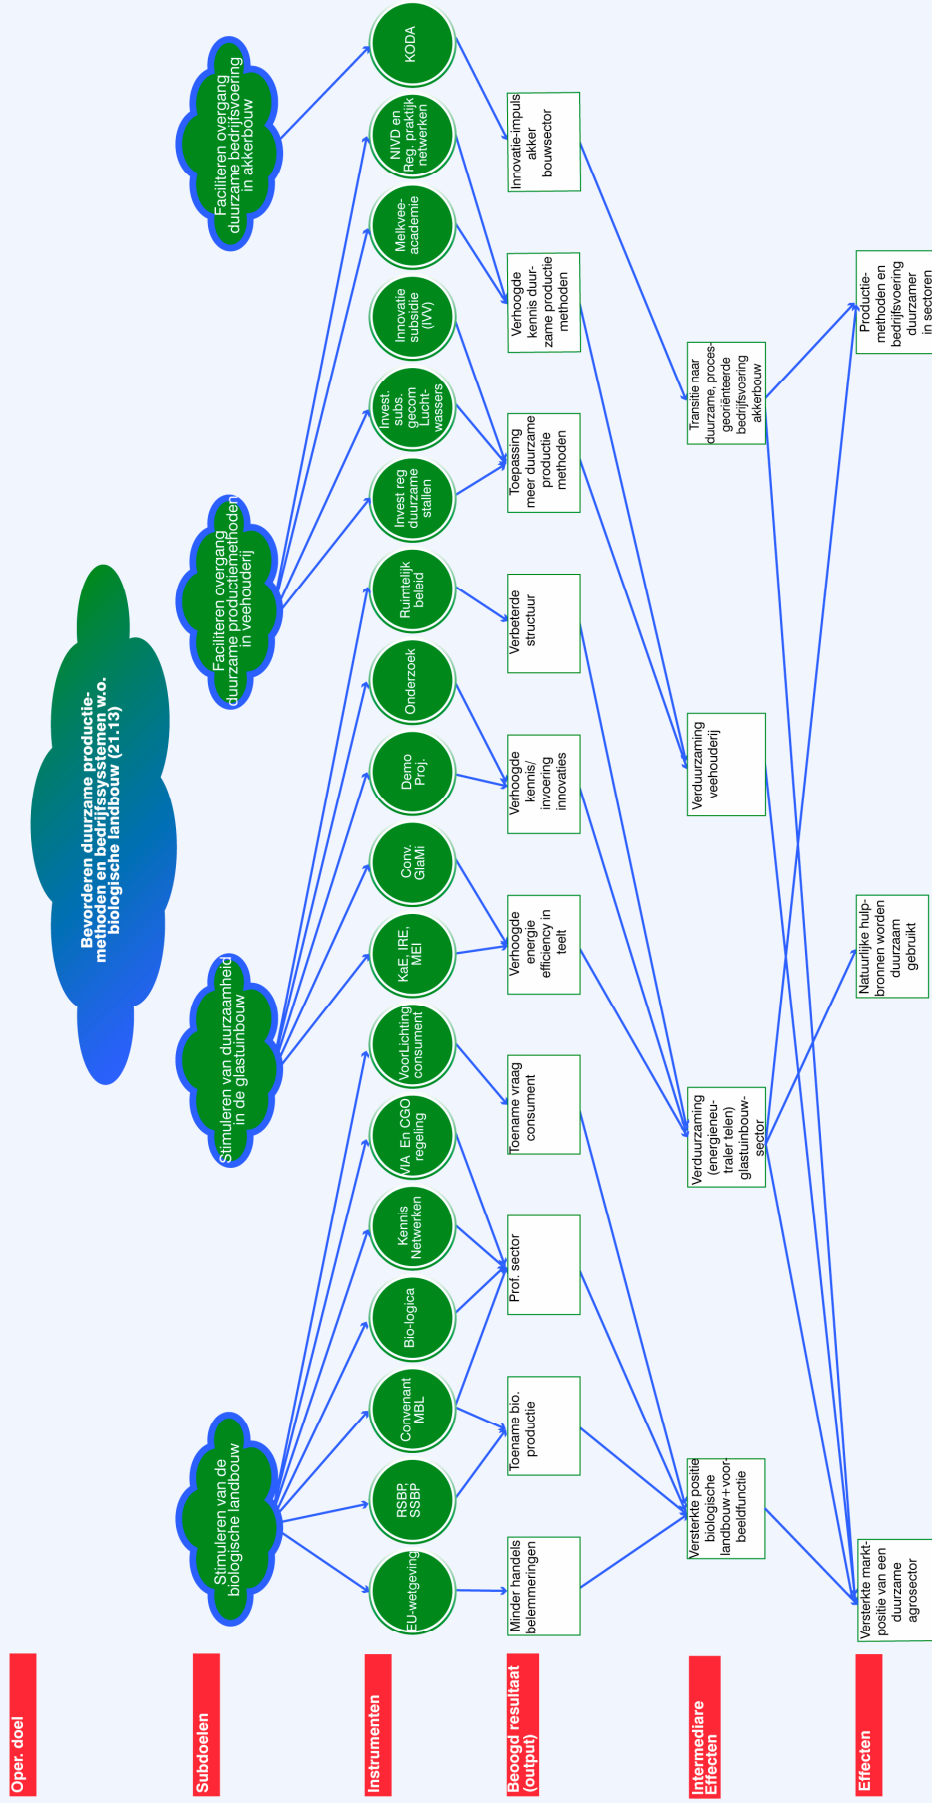 Oper. doel
Bevorderen duurzame productie-
methoden en bedrijfssysstemen w.o.
biologische landbouw (21.13)
Subdoelen
Stimuleren van de
biologische landbouw
Stimuleren van duurzaamheid
in de glastuinbouw
Faciliteren overgang
duurzame productiemethoden
in veehouderij
Faciliteren overgang
duurzame bedrijfsvoering
in akkerbouw
Instrumenten
EU-wetgeving
RSBP,
SSBP
Convenant
MBL
Bio-logica
Kennis
Netwerken
VIA En CGO
regeling
VoorLichting
consument
KaE, IRE,
MEI
Conv.
GlaMi
Demo
Proj.
Onderzoek
Ruimtelijk
beleid
Invest reg
duurzame
stallen
Invest.
subs.
gecom
Lucht-
wassers
Innovatie
subsidie
(IVV)
Melkvee-
academie
NIVD en
Reg. praktijk
netwerken
KODA
Beoogd resultaat
(output)
Minder handels
belemmeringen
Toename bio.
productie
Prof. sector
Toename vraag
consument
Verhoogde
energie
efficiency in
teelt
Verhoogde
kennis/
invoering
innovaties
Verbeterde
structuur
Toepassing
meer duurzame
productie
methoden
Verhoogde
kennis duur-
zame productie
methoden
Innovatie-impuls
akker
bouwsector
Intermediare
Effecten
Versterkte positie
biologische
landbouw+voor-
beeldfunctie
Verduurzaming
(energieneu-
traler telen)
glastuinbouw-
sector
Verduurzaming
veehouderij
Transitie naar
duurzame, proces-
georiënteerde
bedrijfsvoering
akkerbouw
Effecten
Versterkte markt-
positie van een
duurzame
agrosector
Natuurlijke hulp-
bronnen worden
duurzaam
gebruikt
Productie-
methoden en
bedrijfsvoering
duurzamer
in sectoren